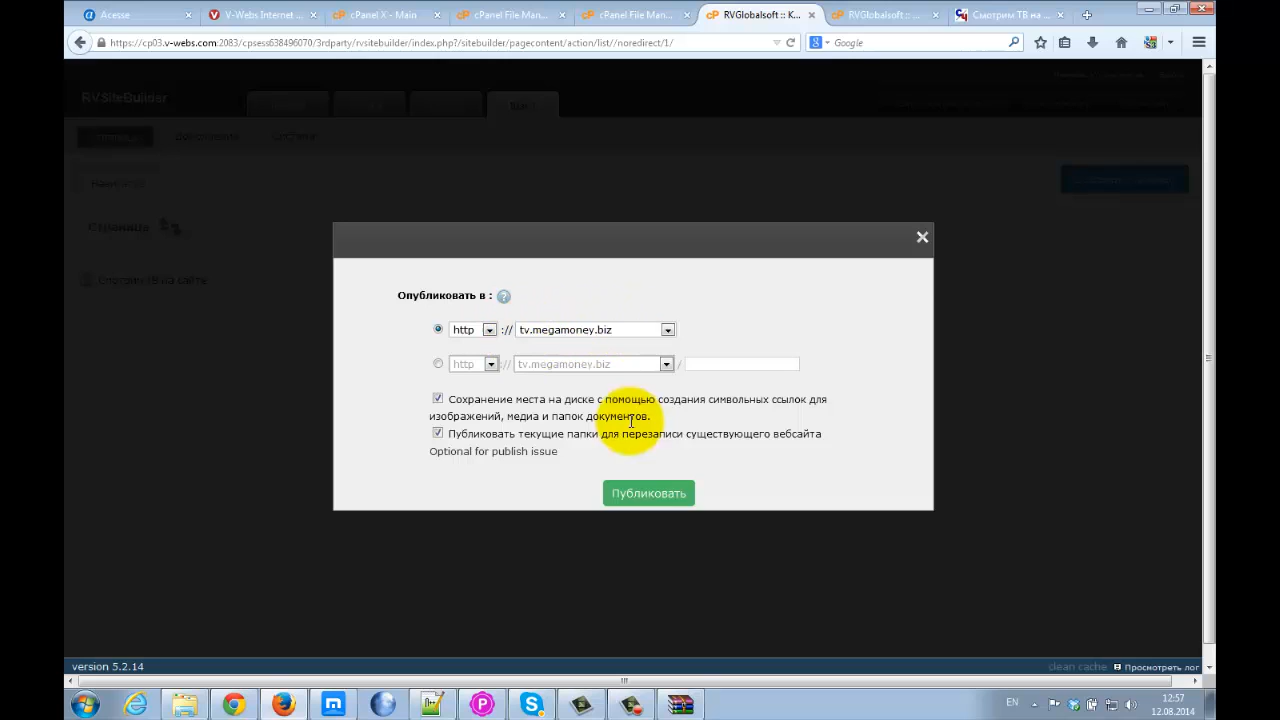 Acesse
V-Webs Internet ...
cPanel X - Main
cPanel File Man...
cPanel File Man...
RVGlobalsoft :: K...
RVGlobalsoft :: ...
Смотрим ТВ на ...
https://cp03.v-webs.com:2083/cpsess638496070/3rdparty/rvsitebuilder/index.php?/sitebuilder/pagecontent/action/list//noredirect/1/
Google
RVSiteBuilder
Страница
Опубликовать в :
http :// tv.megamoney.biz
http :// tv.megamoney.biz /
Сохранение места на диске с помощью создания символьных ссылок для
изображений, медиа и папок документов.
Публиковать текущие папки для перезаписи существующего вебсайта
Optional for publish issue
Публиковать
version 5.2.14
clean cache
Просмотреть лог
EN
12:57
12.08.2014